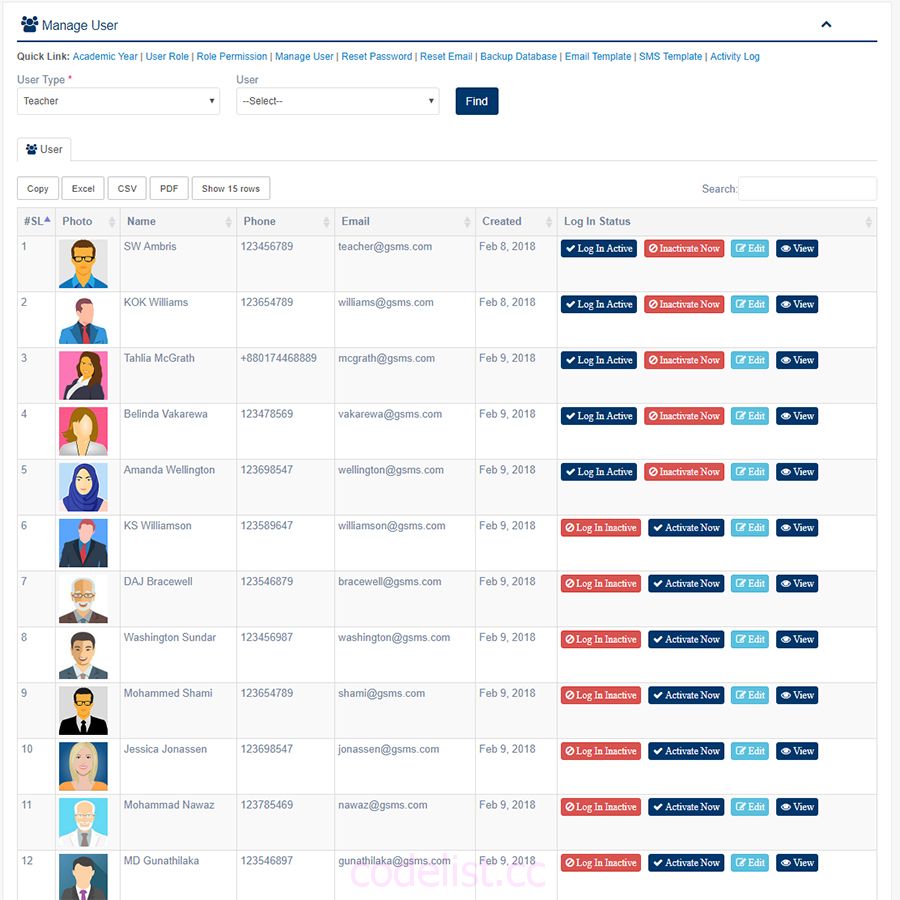 Manage User
Quick Link: Academic Year | User Role | Role Permission | Manage User | Reset Password | Reset Email | Backup Database | Email Template | SMS Template | Activity Log
User Type * User
Teacher --Select-- Find
User
Copy Excel CSV PDF Show 15 rows Search:
#SL Photo Name Phone Email Created Log In Status
1 SW Ambris 123456789 teacher@gsms.com Feb 8, 2018 Log In Active Inactivate Now Edit View
2 KOK Williams 123654789 williams@gsms.com Feb 8, 2018 Log In Active Inactivate Now Edit View
3 Tahlia McGrath +880174468889 mcgrath@gsms.com Feb 9, 2018 Log In Active Inactivate Now Edit View
4 Belinda Vakarewa 123478569 vakarewa@gsms.com Feb 9, 2018 Log In Active Inactivate Now Edit View
5 Amanda Wellington 123698547 wellington@gsms.com Feb 9, 2018 Log In Active Inactivate Now Edit View
6 KS Williamson 123589647 williamson@gsms.com Feb 9, 2018 Log In Inactive Activate Now Edit View
7 DAJ Bracewell 123546879 bracewell@gsms.com Feb 9, 2018 Log In Inactive Activate Now Edit View
8 Washington Sundar 123456987 washington@gsms.com Feb 9, 2018 Log In Inactive Activate Now Edit View
9 Mohammed Shami 123654789 shami@gsms.com Feb 9, 2018 Log In Inactive Activate Now Edit View
10 Jessica Jonassen 123698547 jonassen@gsms.com Feb 9, 2018 Log In Inactive Activate Now Edit View
11 Mohammad Nawaz 123785469 nawaz@gsms.com Feb 9, 2018 Log In Inactive Activate Now Edit View
12 MD Gunathilaka 123546897 gunathilaka@gsms.com Feb 9, 2018 Log In Inactive Activate Now Edit View
codelist.cc